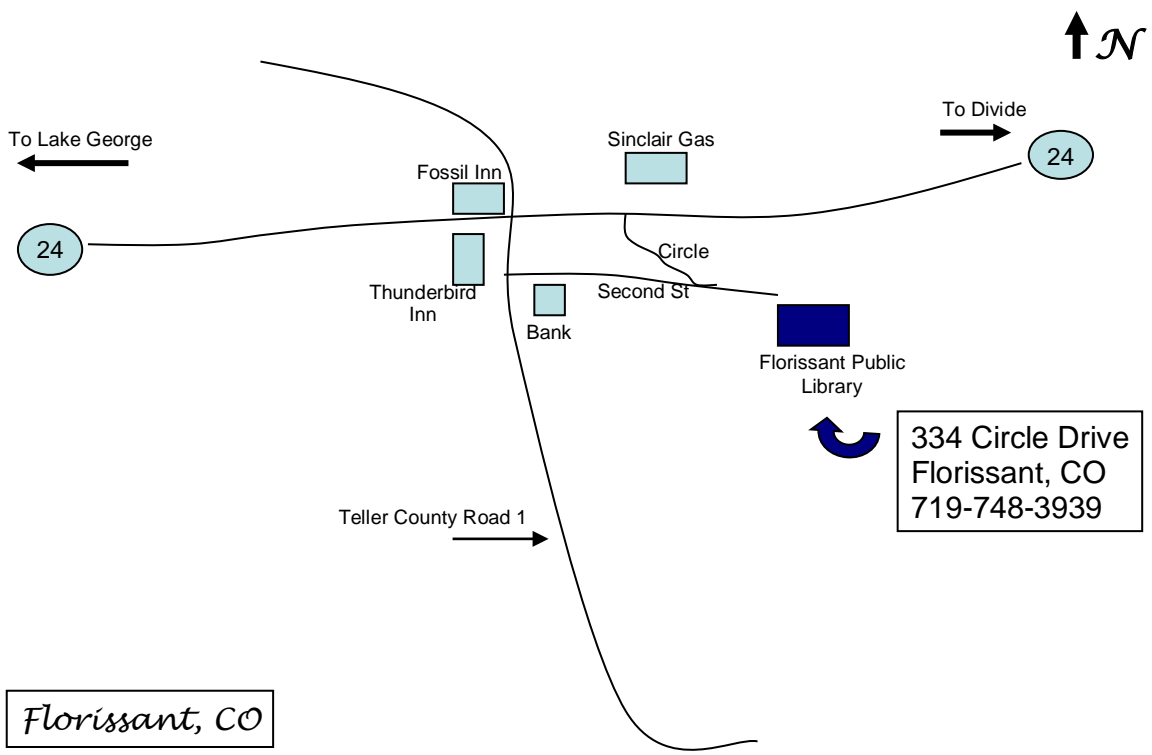 N
To Divide
To Lake George
Sinclair Gas
24
Fossil Inn
24
Circle
Thunderbird
Inn
Second St
Bank
Florissant Public
Library
334 Circle Drive
Florissant, CO
719-748-3939
Teller County Road 1
Florissant, CO